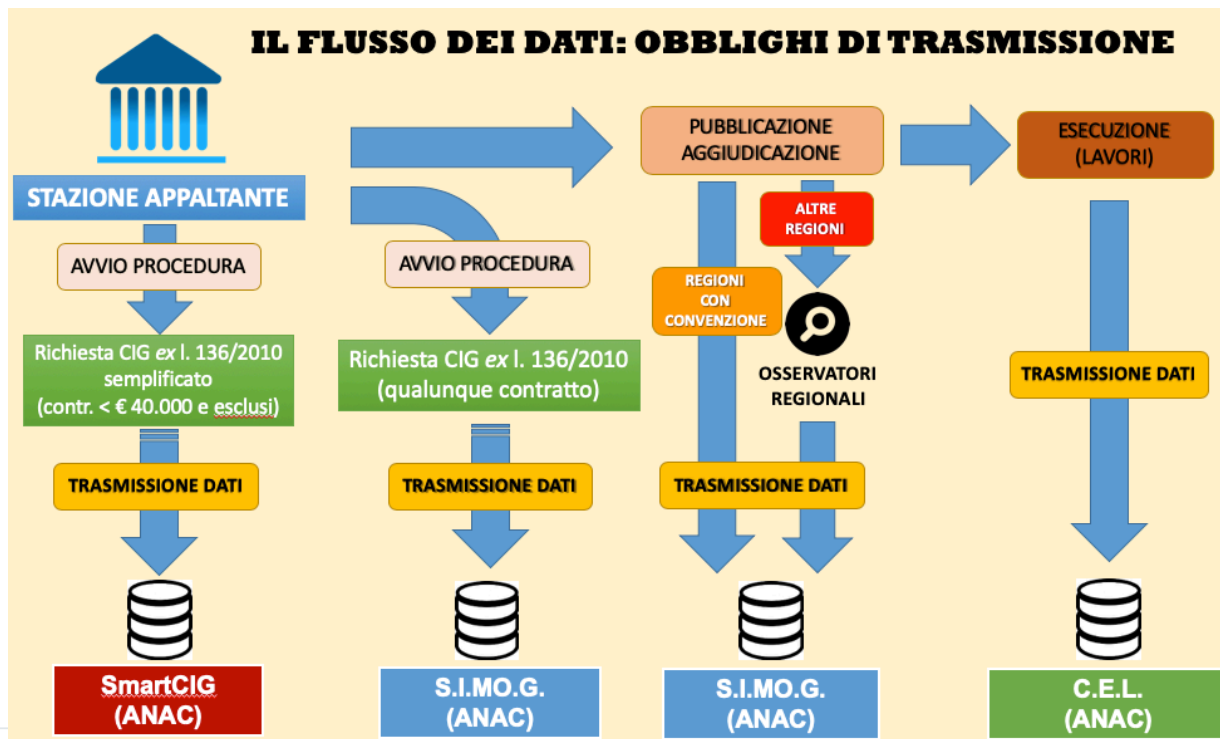 IL FLUSSO DEI DATI: OBBLIGHI DI TRASMISSIONE
STAZIONE APPALTANTE
AVVIO PROCEDURA
Richiesta CIG ex l. 136/2010
semplificato
(contr. < € 40.000 e esclusi)
TRASMISSIONE DATI
SmartCIG
(ANAC)
AVVIO PROCEDURA
Richiesta CIG ex l. 136/2010
(qualunque contratto)
TRASMISSIONE DATI
S.I.MO.G.
(ANAC)
PUBBLICAZIONE
AGGIUDICAZIONE
ALTRE
REGIONI
REGIONI
CON
CONVENZIONE
OSSERVATORI
REGIONALI
TRASMISSIONE DATI
S.I.MO.G.
(ANAC)
ESECUZIONE
(LAVORI)
TRASMISSIONE DATI
C.E.L.
(ANAC)